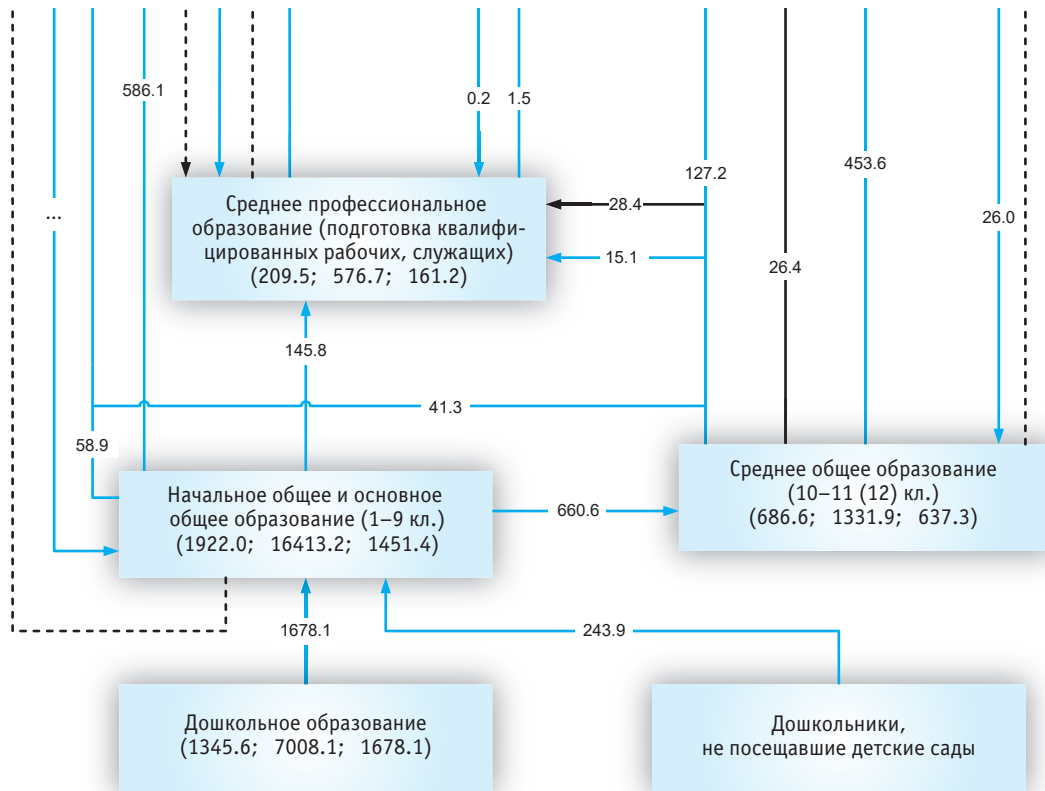 586.1
0.2
1.5
127.2
453.6
...
28.4
26.0
Среднее профессиональное
образование (подготовка квалифи-
цированных рабочих, служащих)
(209.5; 576.7; 161.2)
15.1
26.4
145.8
41.3
58.9
Начальное общее и основное
общее образование (1–9 кл.)
(1922.0; 16413.2; 1451.4)
660.6
Среднее общее образование
(10–11 (12) кл.)
(686.6; 1331.9; 637.3)
1678.1
243.9
Дошкольное образование
(1345.6; 7008.1; 1678.1)
Дошкольники,
не посещавшие детские сады